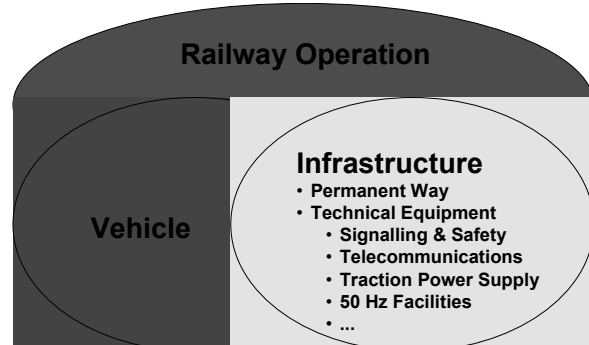 Railway Operation
Vehicle
Infrastructure
• Permanent Way
• Technical Equipment
• Signalling & Safety
• Telecommunications
• Traction Power Supply
• 50 Hz Facilities
• ...